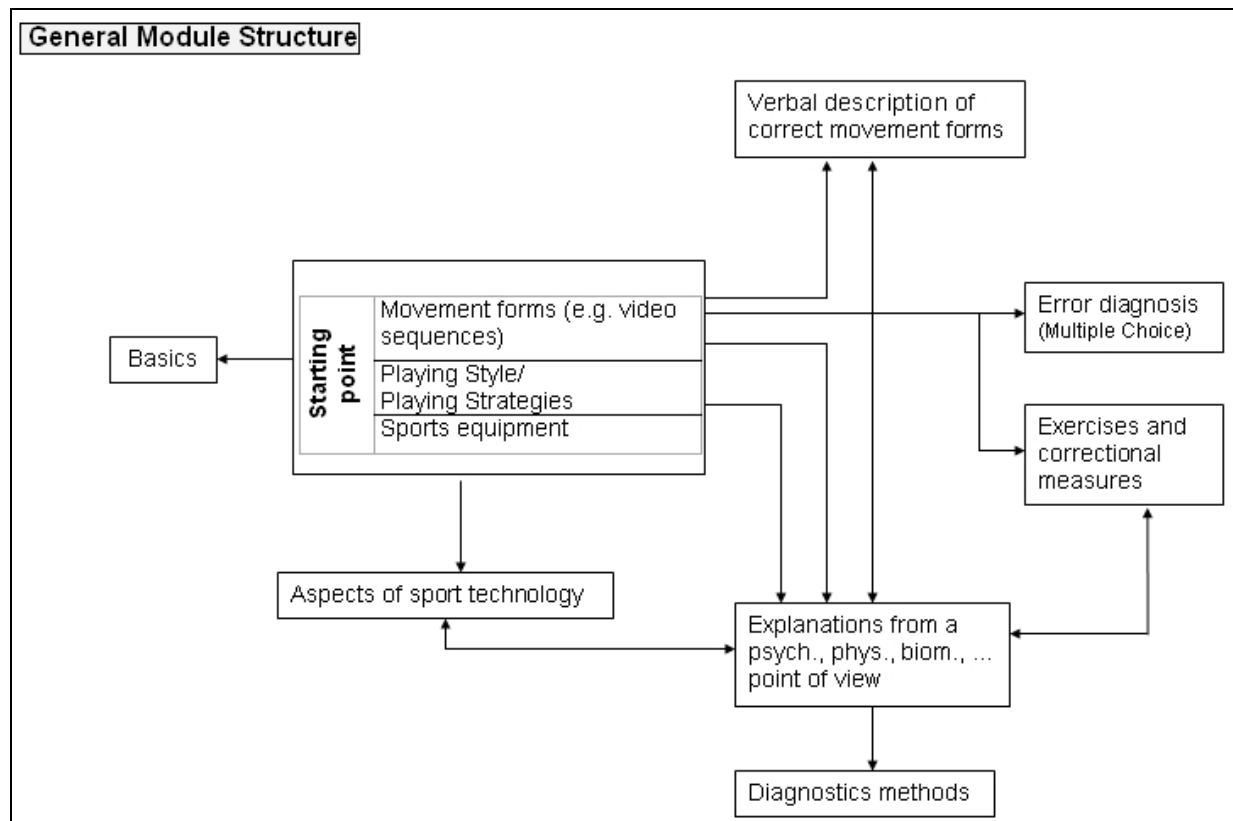 General Module Structure
Verbal description of
correct movement forms
Starting
point
Movement forms (e.g. video
sequences)
Playing Style/
Playing Strategies
Sports equipment
Basics
Error diagnosis
(Multiple Choice)
Exercises and
correctional
measures
Aspects of sport technology
Explanations from a
psych., phys., biom., ...
point of view
Diagnostics methods